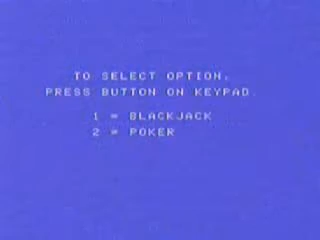 TO SELECT OPTION,
PRESS BUTTON ON KEYPAD.
1 = BLACKJACK
2 = POKER